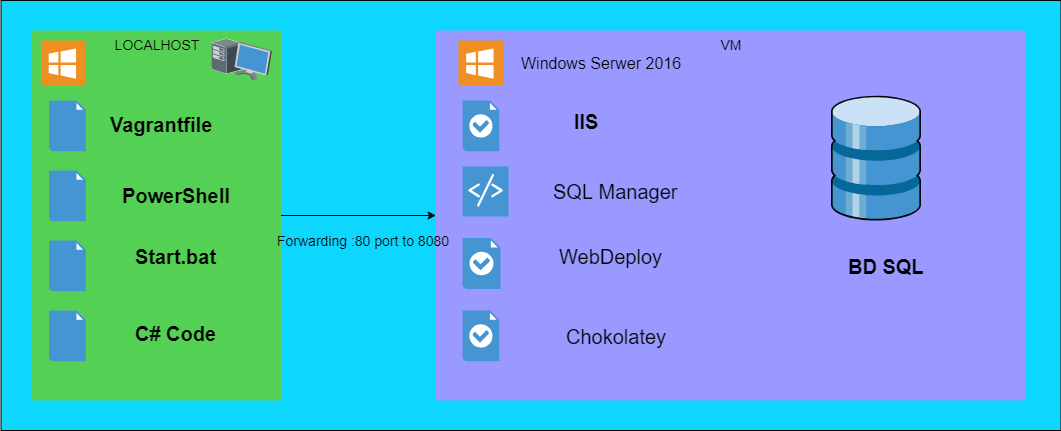 LOCALHOST
Vagrantfile
PowerShell
Start.bat
C# Code
Forwarding :80 port to 8080
VM
Windows Serwer 2016
IIS
SQL Manager
WebDeploy
Chokolatey
BD SQL